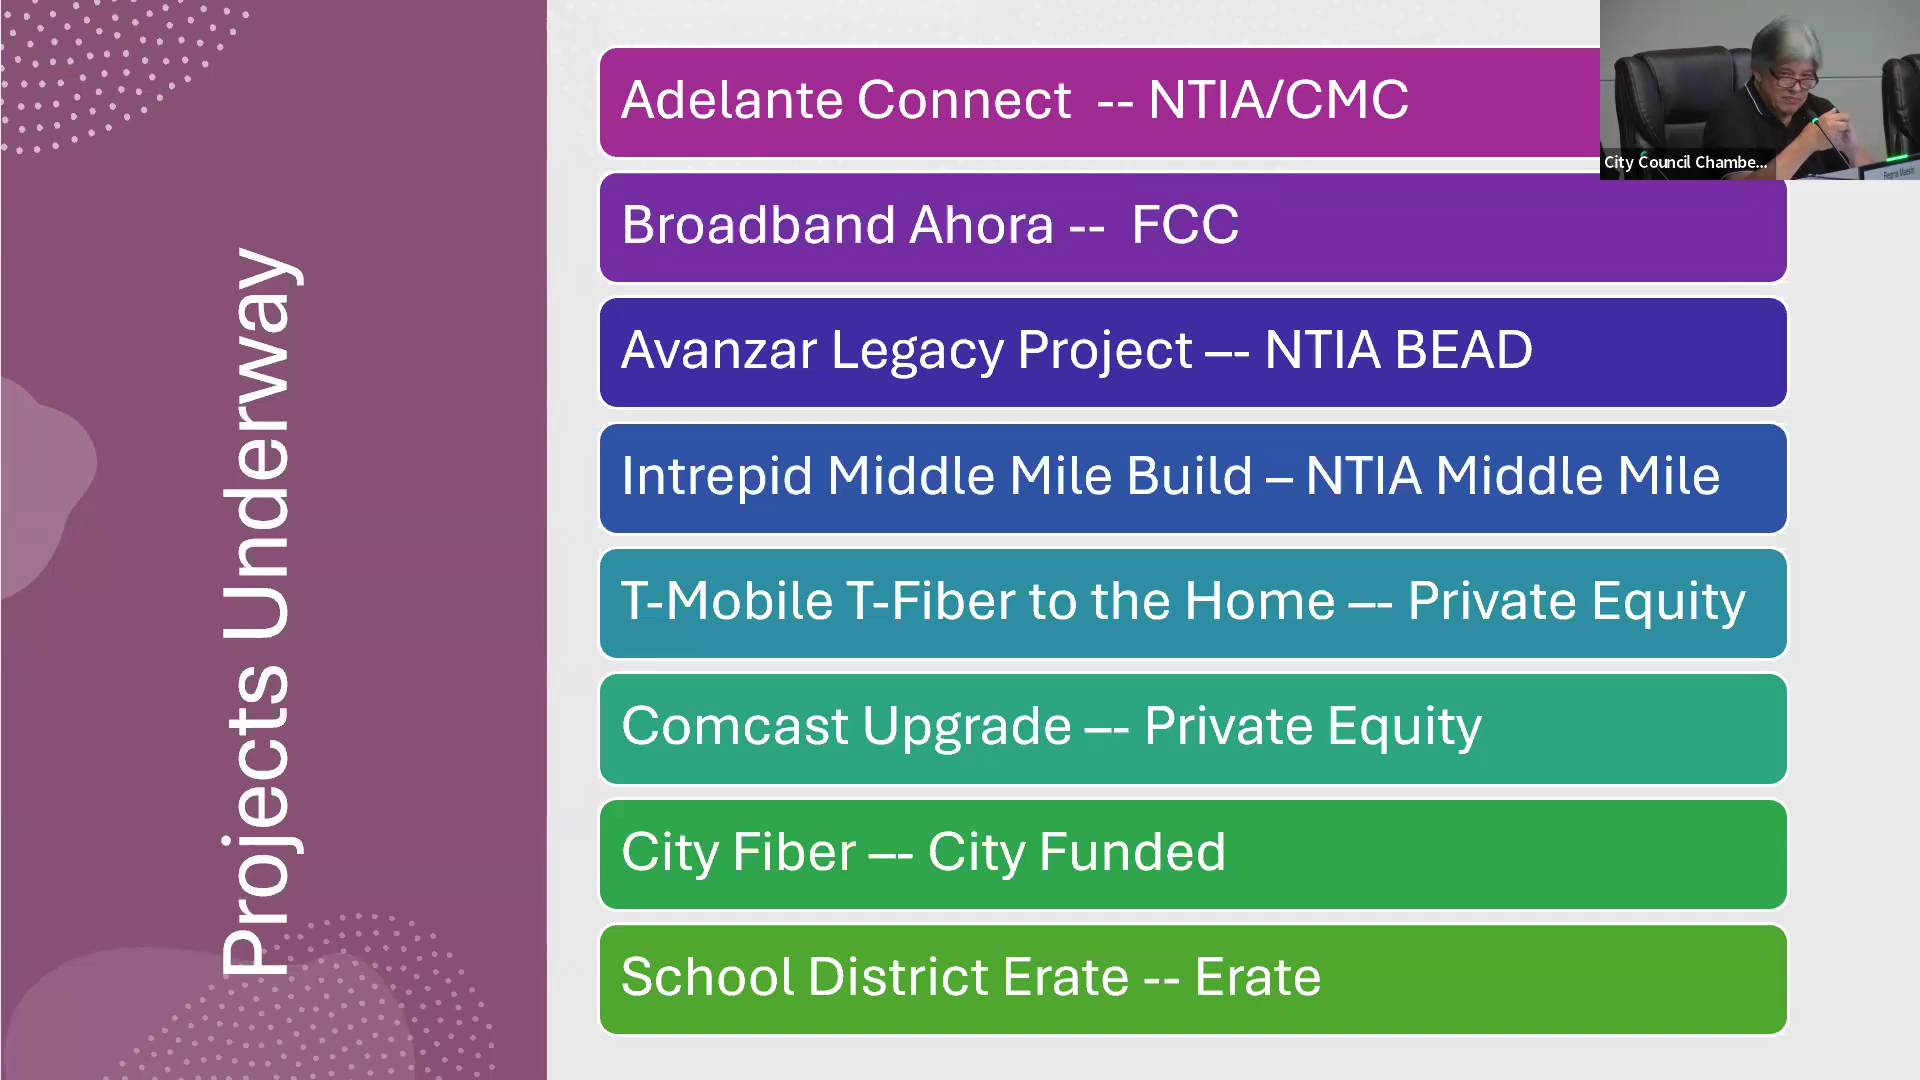 Projects Underway
Adelante Connect -- NTIA/CMC
Broadband Ahora -- FCC
Avanzar Legacy Project –- NTIA BEAD
Intrepid Middle Mile Build – NTIA Middle Mile
T-Mobile T-Fiber to the Home –- Private Equity
Comcast Upgrade –- Private Equity
City Fiber –- City Funded
School District Erate -- Erate
City Council Chambe...